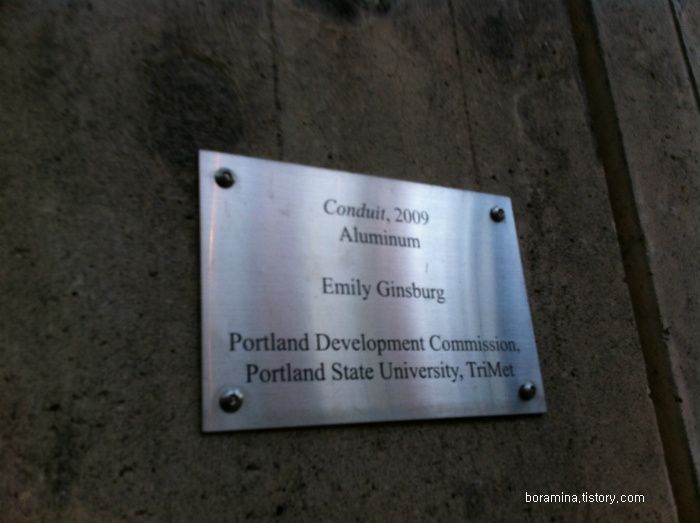 Conduit, 2009
Aluminum
Emily Ginsburg
Portland Development Commission,
Portland State University, TriMet
boramina.tistory.com